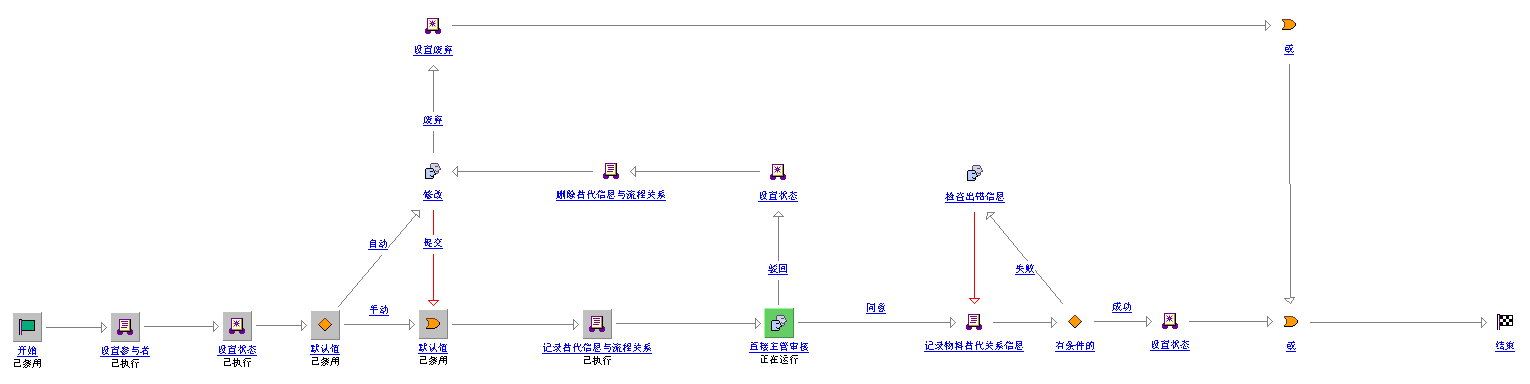 设置废弃
或
废弃
修改
删除替代信息与流程关系
设置状态
检查出错信息
自动
提交
驳回
失败
手动
同意
成功
开始
已参用
设置参与者
已执行
设置状态
已执行
默认值
已参用
默认值
已参用
记录替代信息与流程关系
已执行
直接主管审核
正在运行
记录物料替代关系信息
有条件的
设置状态
或
结束